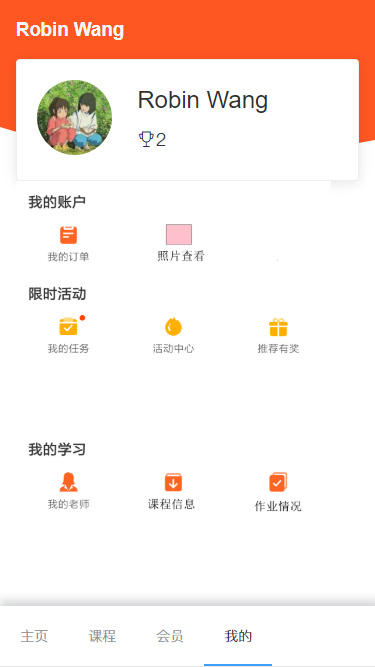 Robin Wang
Robin Wang
2
我的账户
我的订单 照片查看
限时活动
我的任务 活动中心 推荐有奖
我的学习
我的老师 课程信息 作业情况
主页 课程 会员 我的